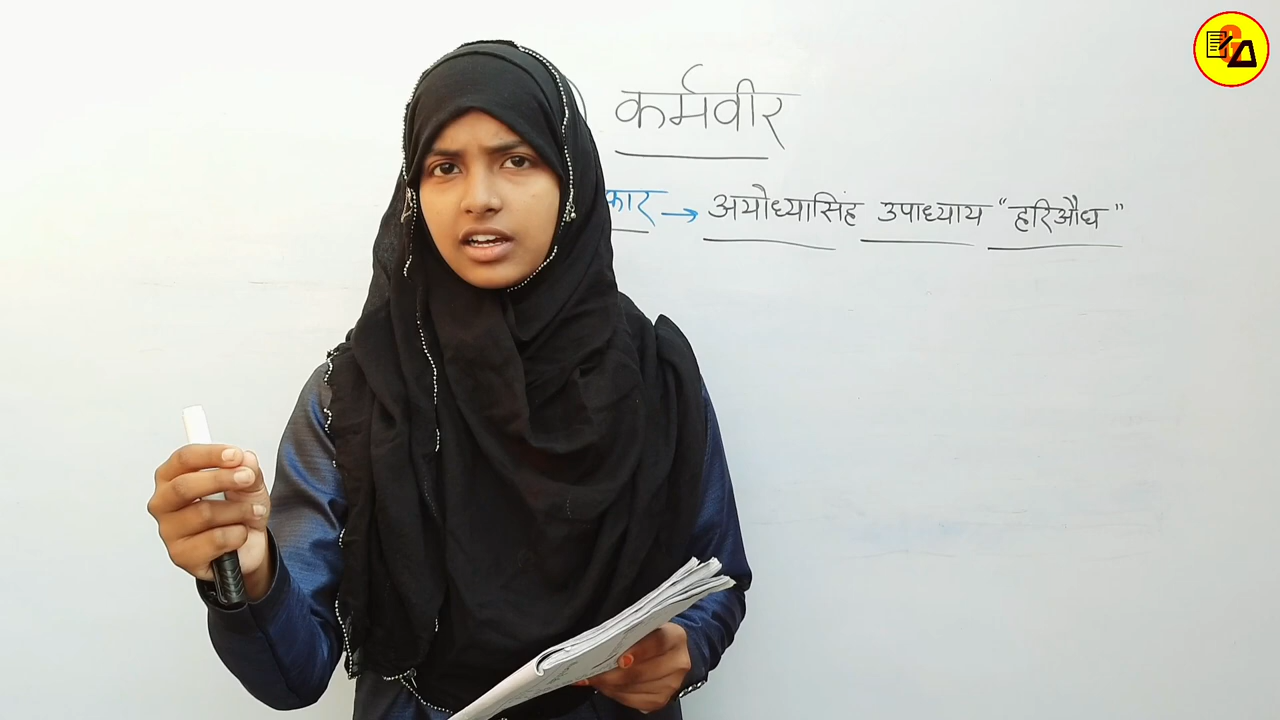 कर्मवीर
कार → अयोध्यासिंह उपाध्याय "हरिऔध"